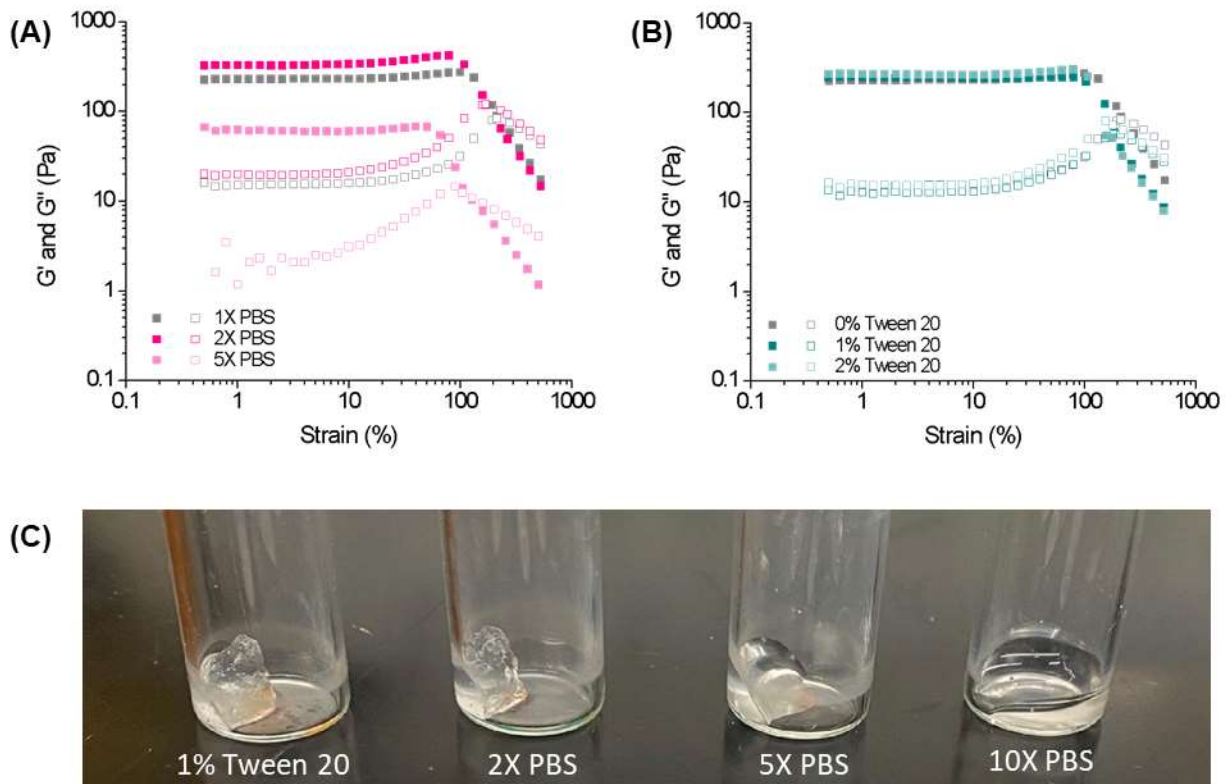 (A)
1000
100
10
1
0.1
G' and G" (Pa)
1X PBS
2X PBS
5X PBS
0.1 1 10 100 1000
Strain (%)
(B)
1000
100
10
1
0.1
G' and G" (Pa)
0% Tween 20
1% Tween 20
2% Tween 20
0.1 1 10 100 1000
Strain (%)
(C)
1% Tween 20 2X PBS 5X PBS 10X PBS